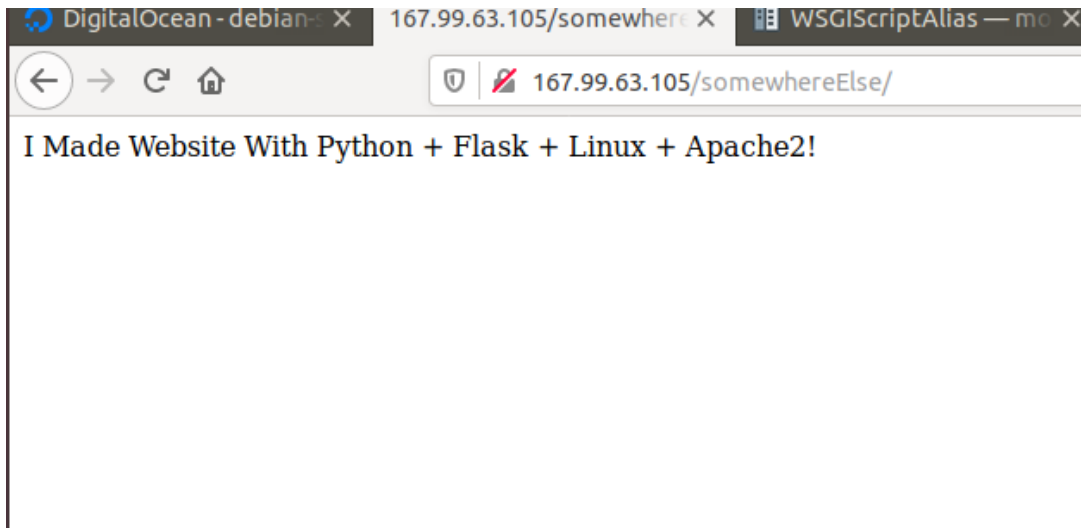 DigitalOcean - debian-s
167.99.63.105/somewhere
WSGIScriptAlias — mo
167.99.63.105/somewhereElse/
I Made Website With Python + Flask + Linux + Apache2!